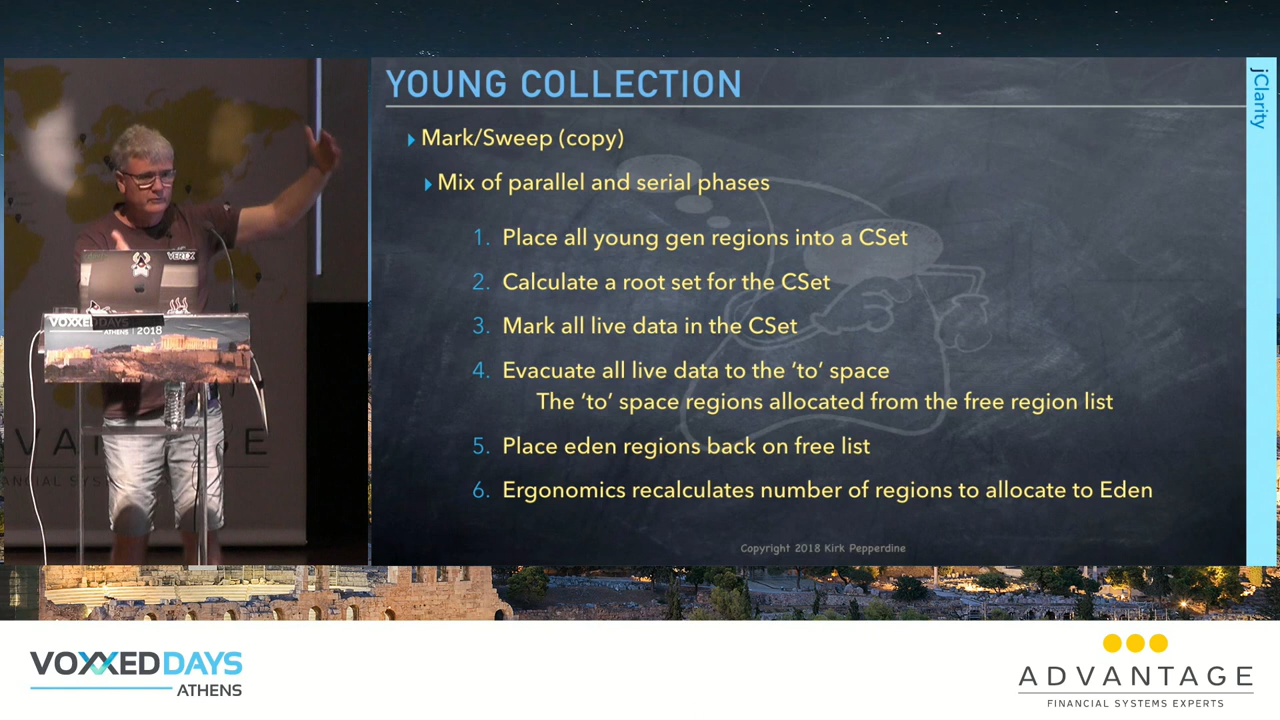 YOUNG COLLECTION
jClarity
Mark/Sweep (copy)
Mix of parallel and serial phases
1. Place all young gen regions into a CSet
2. Calculate a root set for the CSet
3. Mark all live data in the CSet
4. Evacuate all live data to the ‘to’ space
The ‘to’ space regions allocated from the free region list
5. Place eden regions back on free list
6. Ergonomics recalculates number of regions to allocate to Eden
Copyright 2018 Kirk Pepperdine
VERT.X
VOXXED DAYS
ATHENS | 2018
VOXXED DAYS
ATHENS
ADVANTAGE
FINANCIAL SYSTEMS EXPERTS